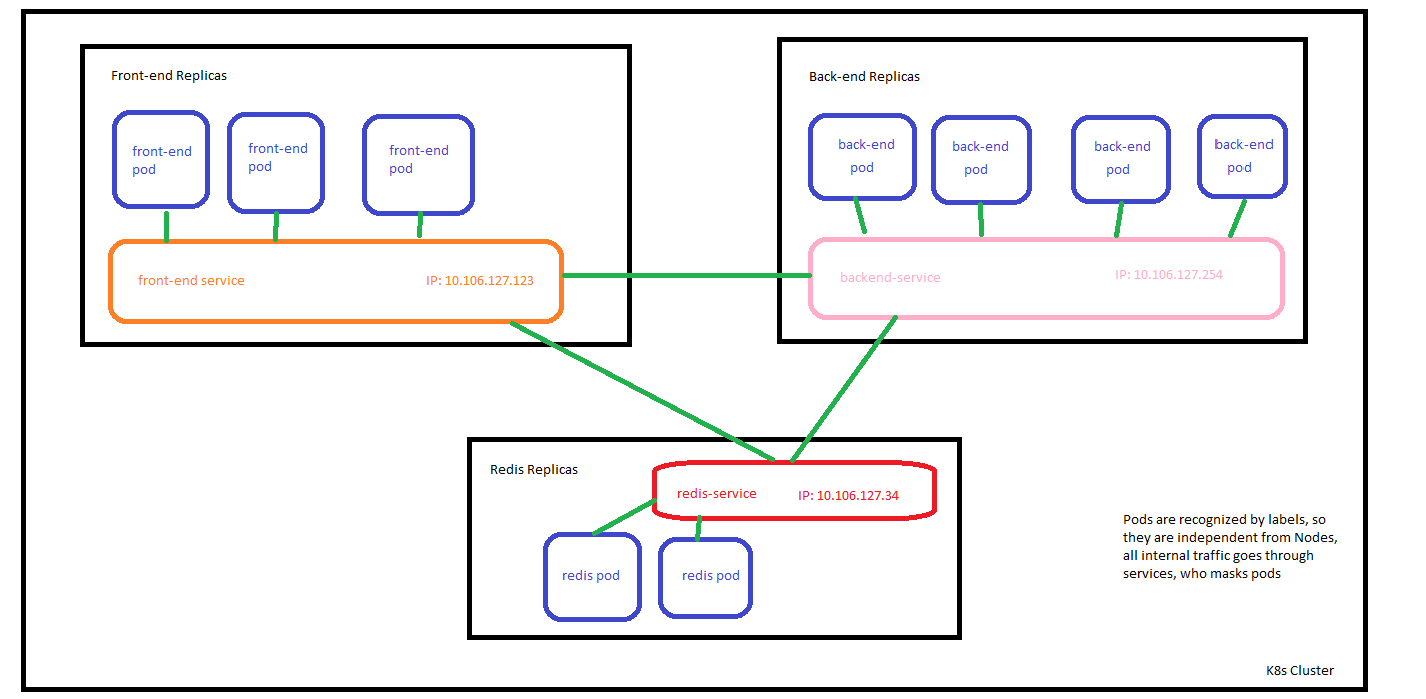 Front-end Replicas
front-end
pod
front-end
pod
front-end
pod
front-end service
IP: 10.106.127.123
Back-end Replicas
back-end
pod
back-end
pod
back-end
pod
back-end
pod
backend-service
IP: 10.106.127.254
Redis Replicas
redis-service
IP: 10.106.127.34
redis pod
redis pod
Pods are recognized by labels, so
they are independent from Nodes,
all internal traffic goes through
services, who masks pods
K8s Cluster